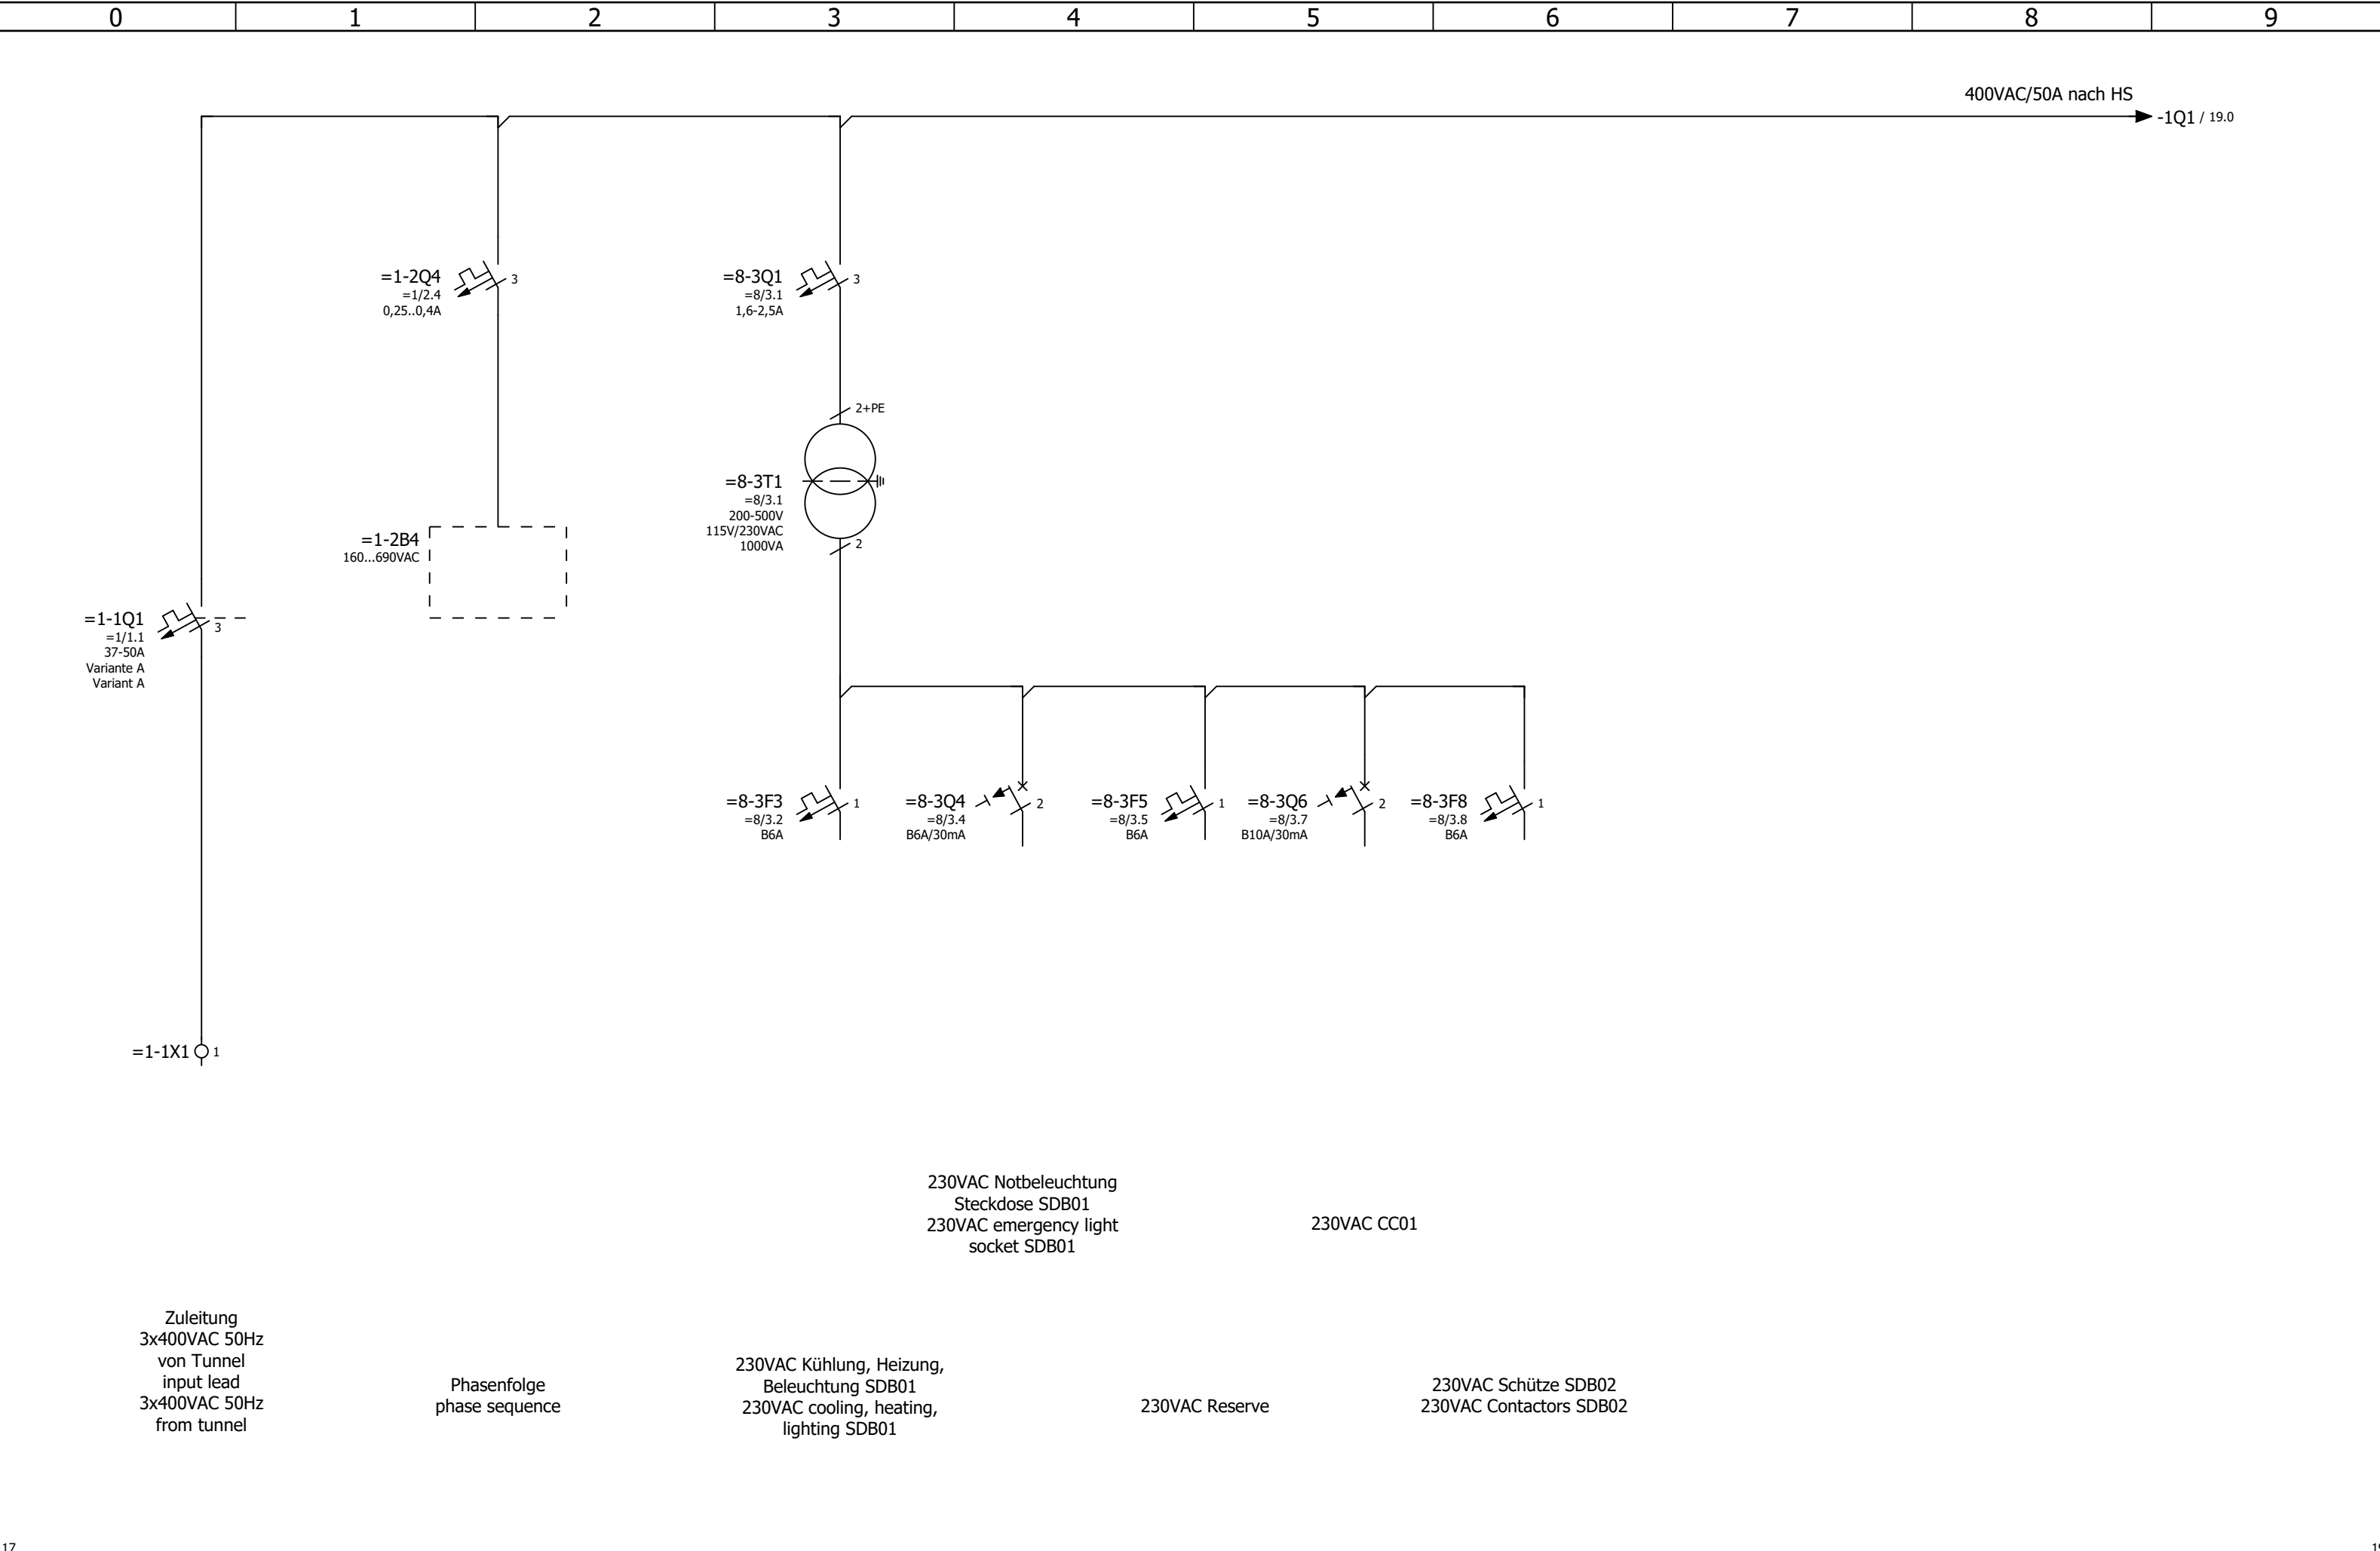 0 1 2 3 4 5 6 7 8 9
400VAC/50A nach HS
-1Q1 / 19.0
=1-2Q4
=1/2.4
0,25..0,4A
3
=8-3Q1
=8/3.1
1,6-2,5A
3
2+PE
=8-3T1
=8/3.1
200-500V
115V/230VAC
1000VA
2
=1-2B4
160...690VAC
=1-1Q1
=1/1.1
37-50A
Variante A
Variant A
3
=8-3F3
=8/3.2
B6A
1
=8-3Q4
=8/3.4
B6A/30mA
2
=8-3F5
=8/3.5
B6A
1
=8-3Q6
=8/3.7
B10A/30mA
2
=8-3F8
=8/3.8
B6A
1
=1-1X1
1
230VAC Notbeleuchtung
Steckdose SDB01
230VAC emergency light
socket SDB01
230VAC CC01
Zuleitung
3x400VAC 50Hz
von Tunnel
input lead
3x400VAC 50Hz
from tunnel
Phasenfolge
phase sequence
230VAC Kühlung, Heizung,
Beleuchtung SDB01
230VAC cooling, heating,
lighting SDB01
230VAC Reserve
230VAC Schütze SDB02
230VAC Contactors SDB02
17